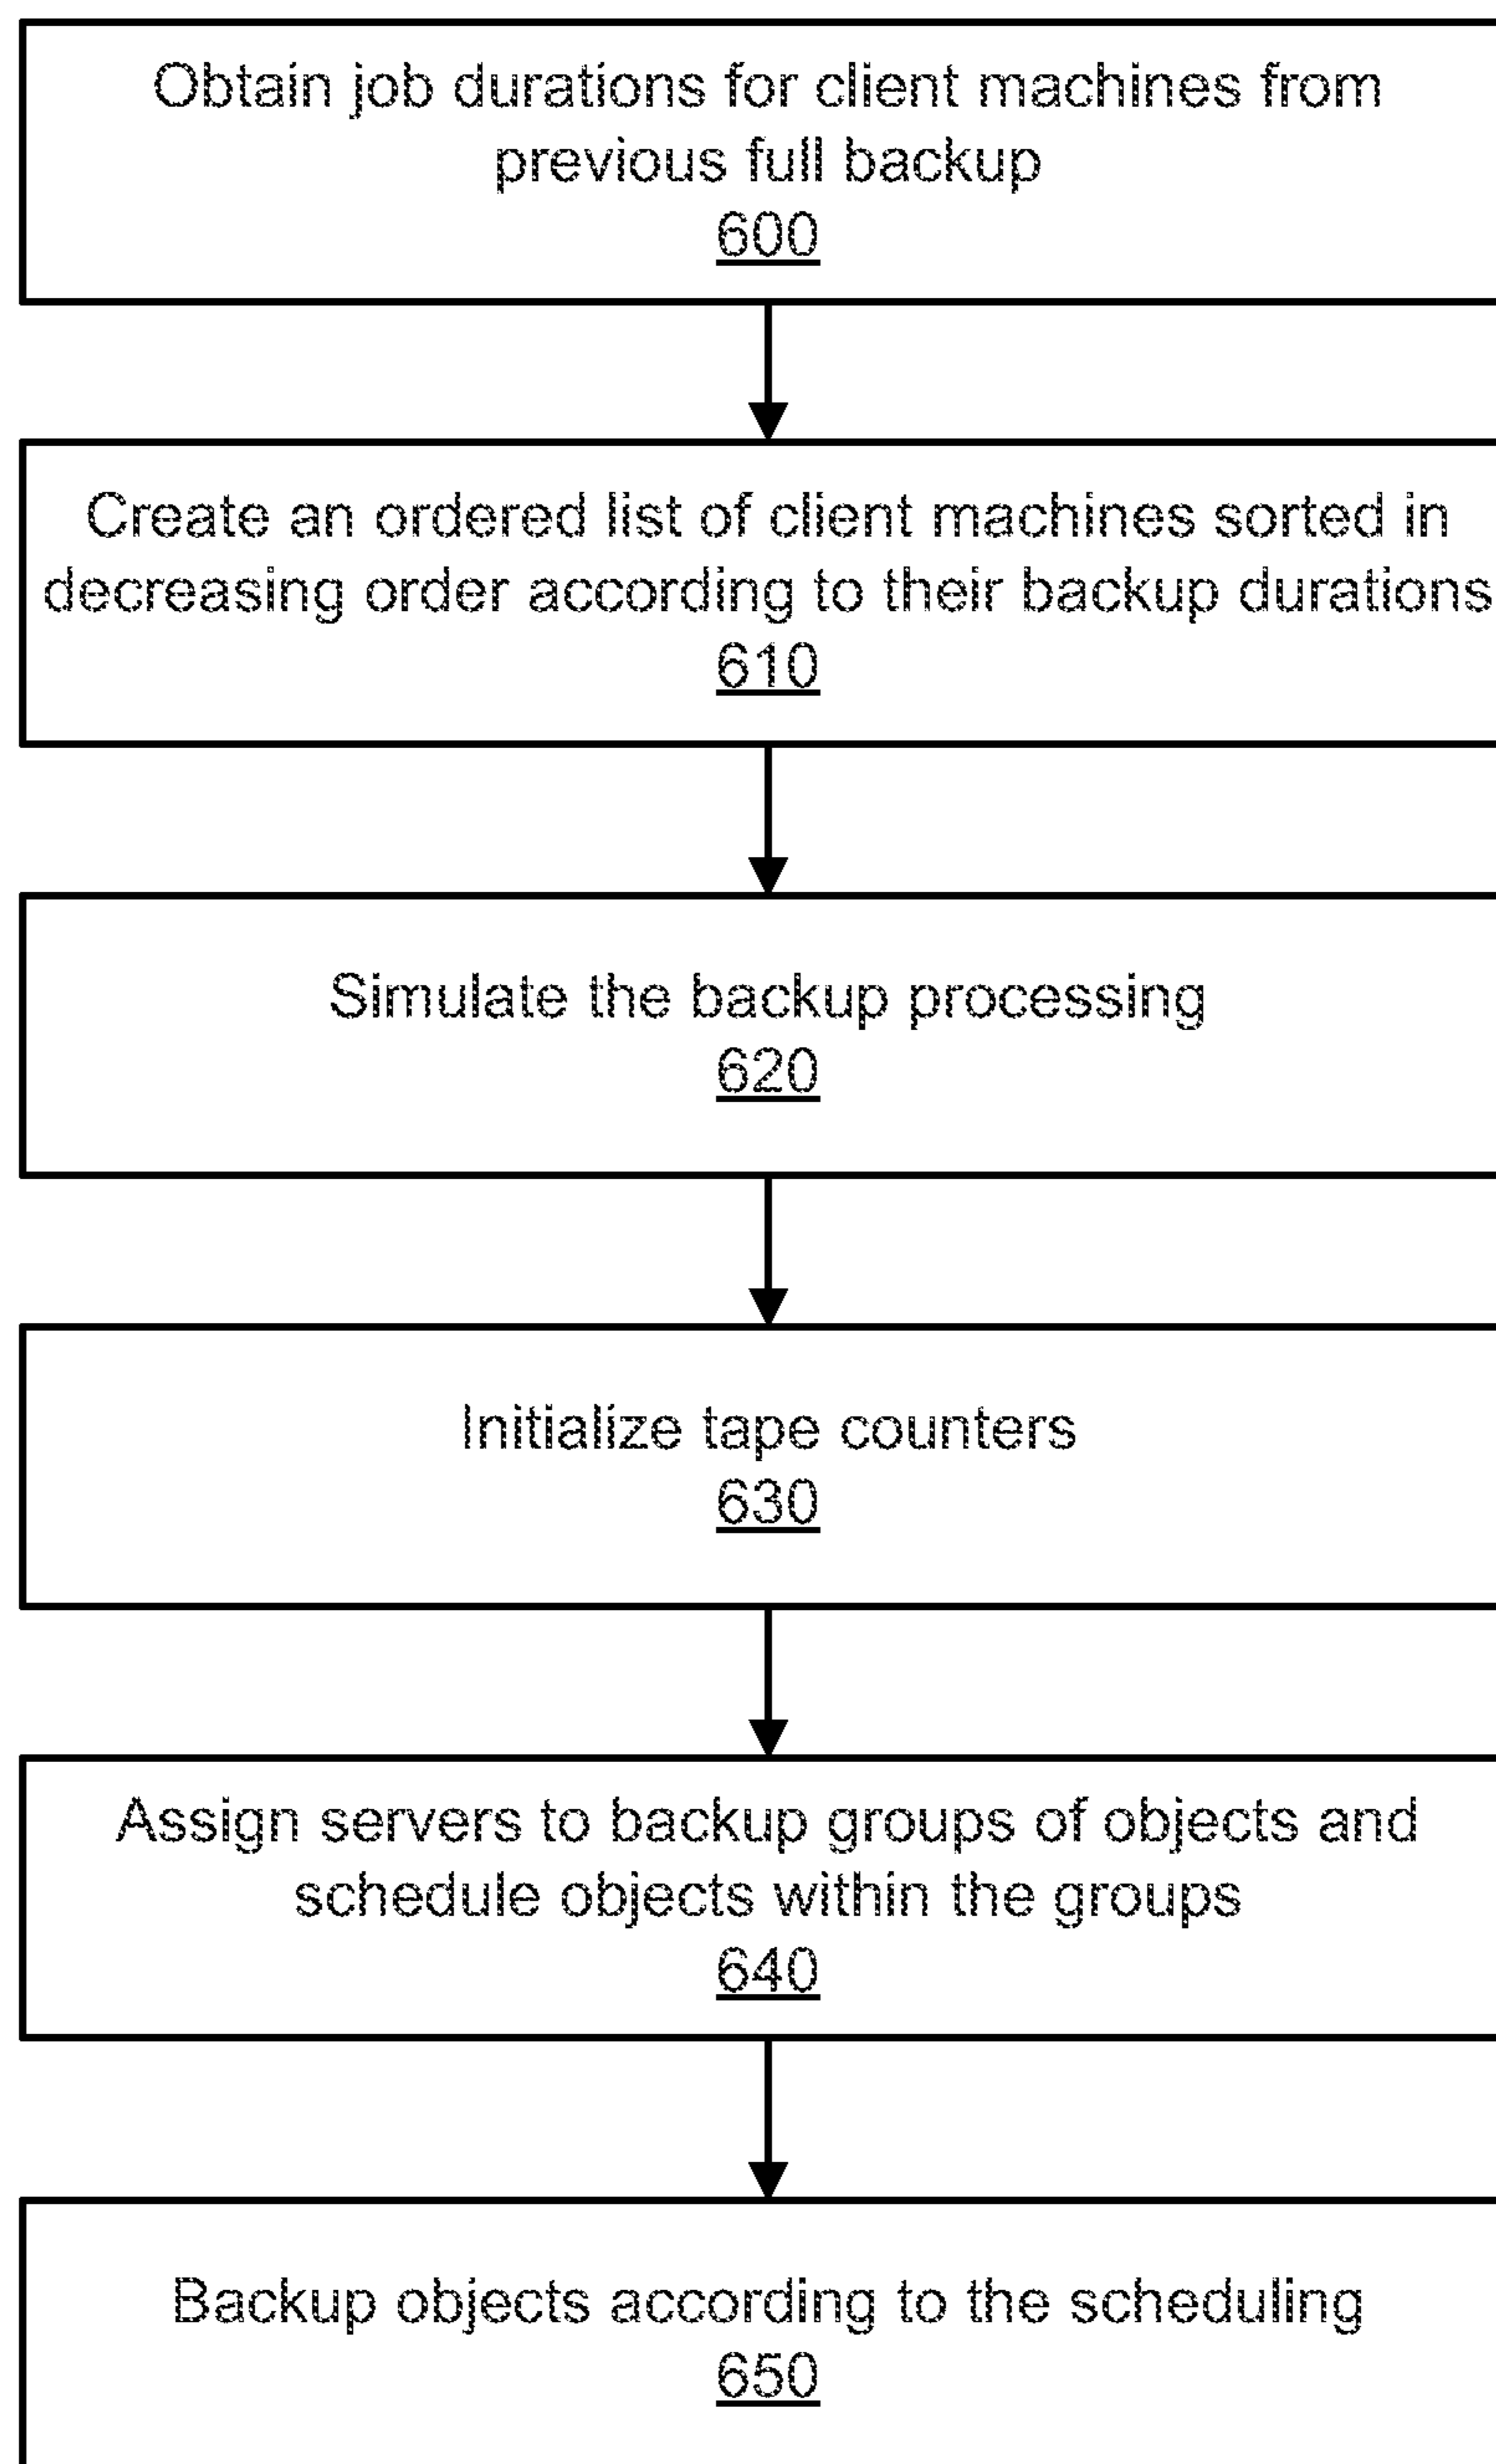 Obtain job durations for client machines from
previous full backup
600
Create an ordered list of client machines sorted in
decreasing order according to their backup durations
610
Simulate the backup processing
620
Initialize tape counters
630
Assign servers to backup groups of objects and
schedule objects within the groups
640
Backup objects according to the scheduling
650